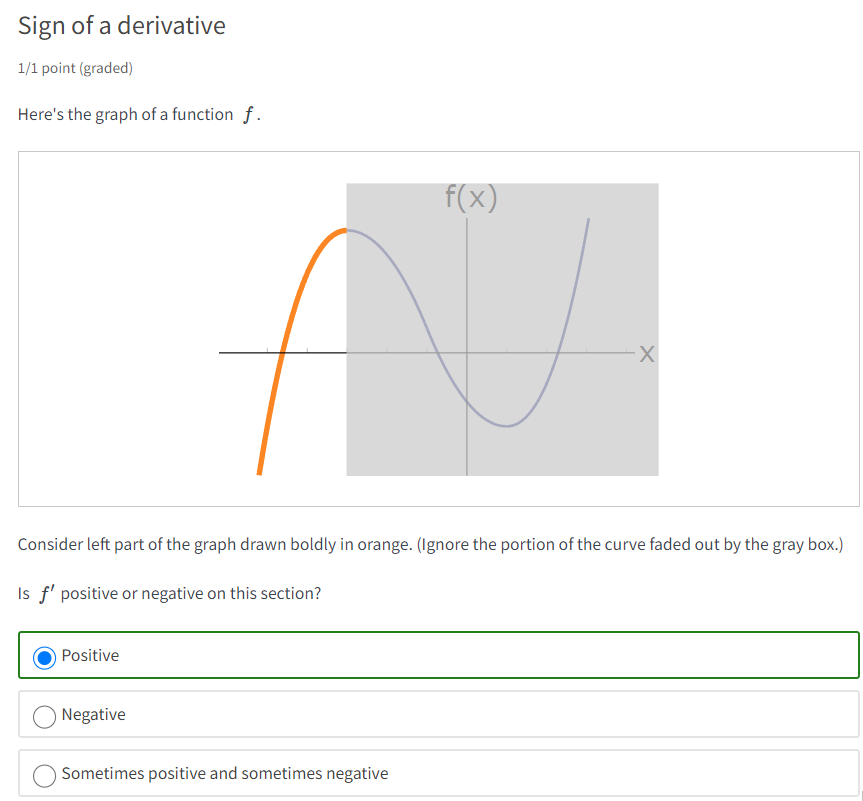 Sign of a derivative
1/1 point (graded)
Here's the graph of a function f.
f(x)
x
Consider left part of the graph drawn boldly in orange. (Ignore the portion of the curve faded out by the gray box.)
Is f′ positive or negative on this section?
Positive
Negative
Sometimes positive and sometimes negative